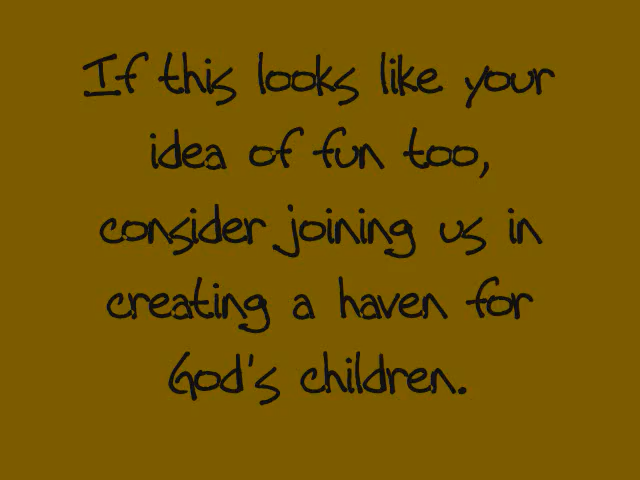 If this looks like your
idea of fun too,
consider joining us in
creating a haven for
God's children.